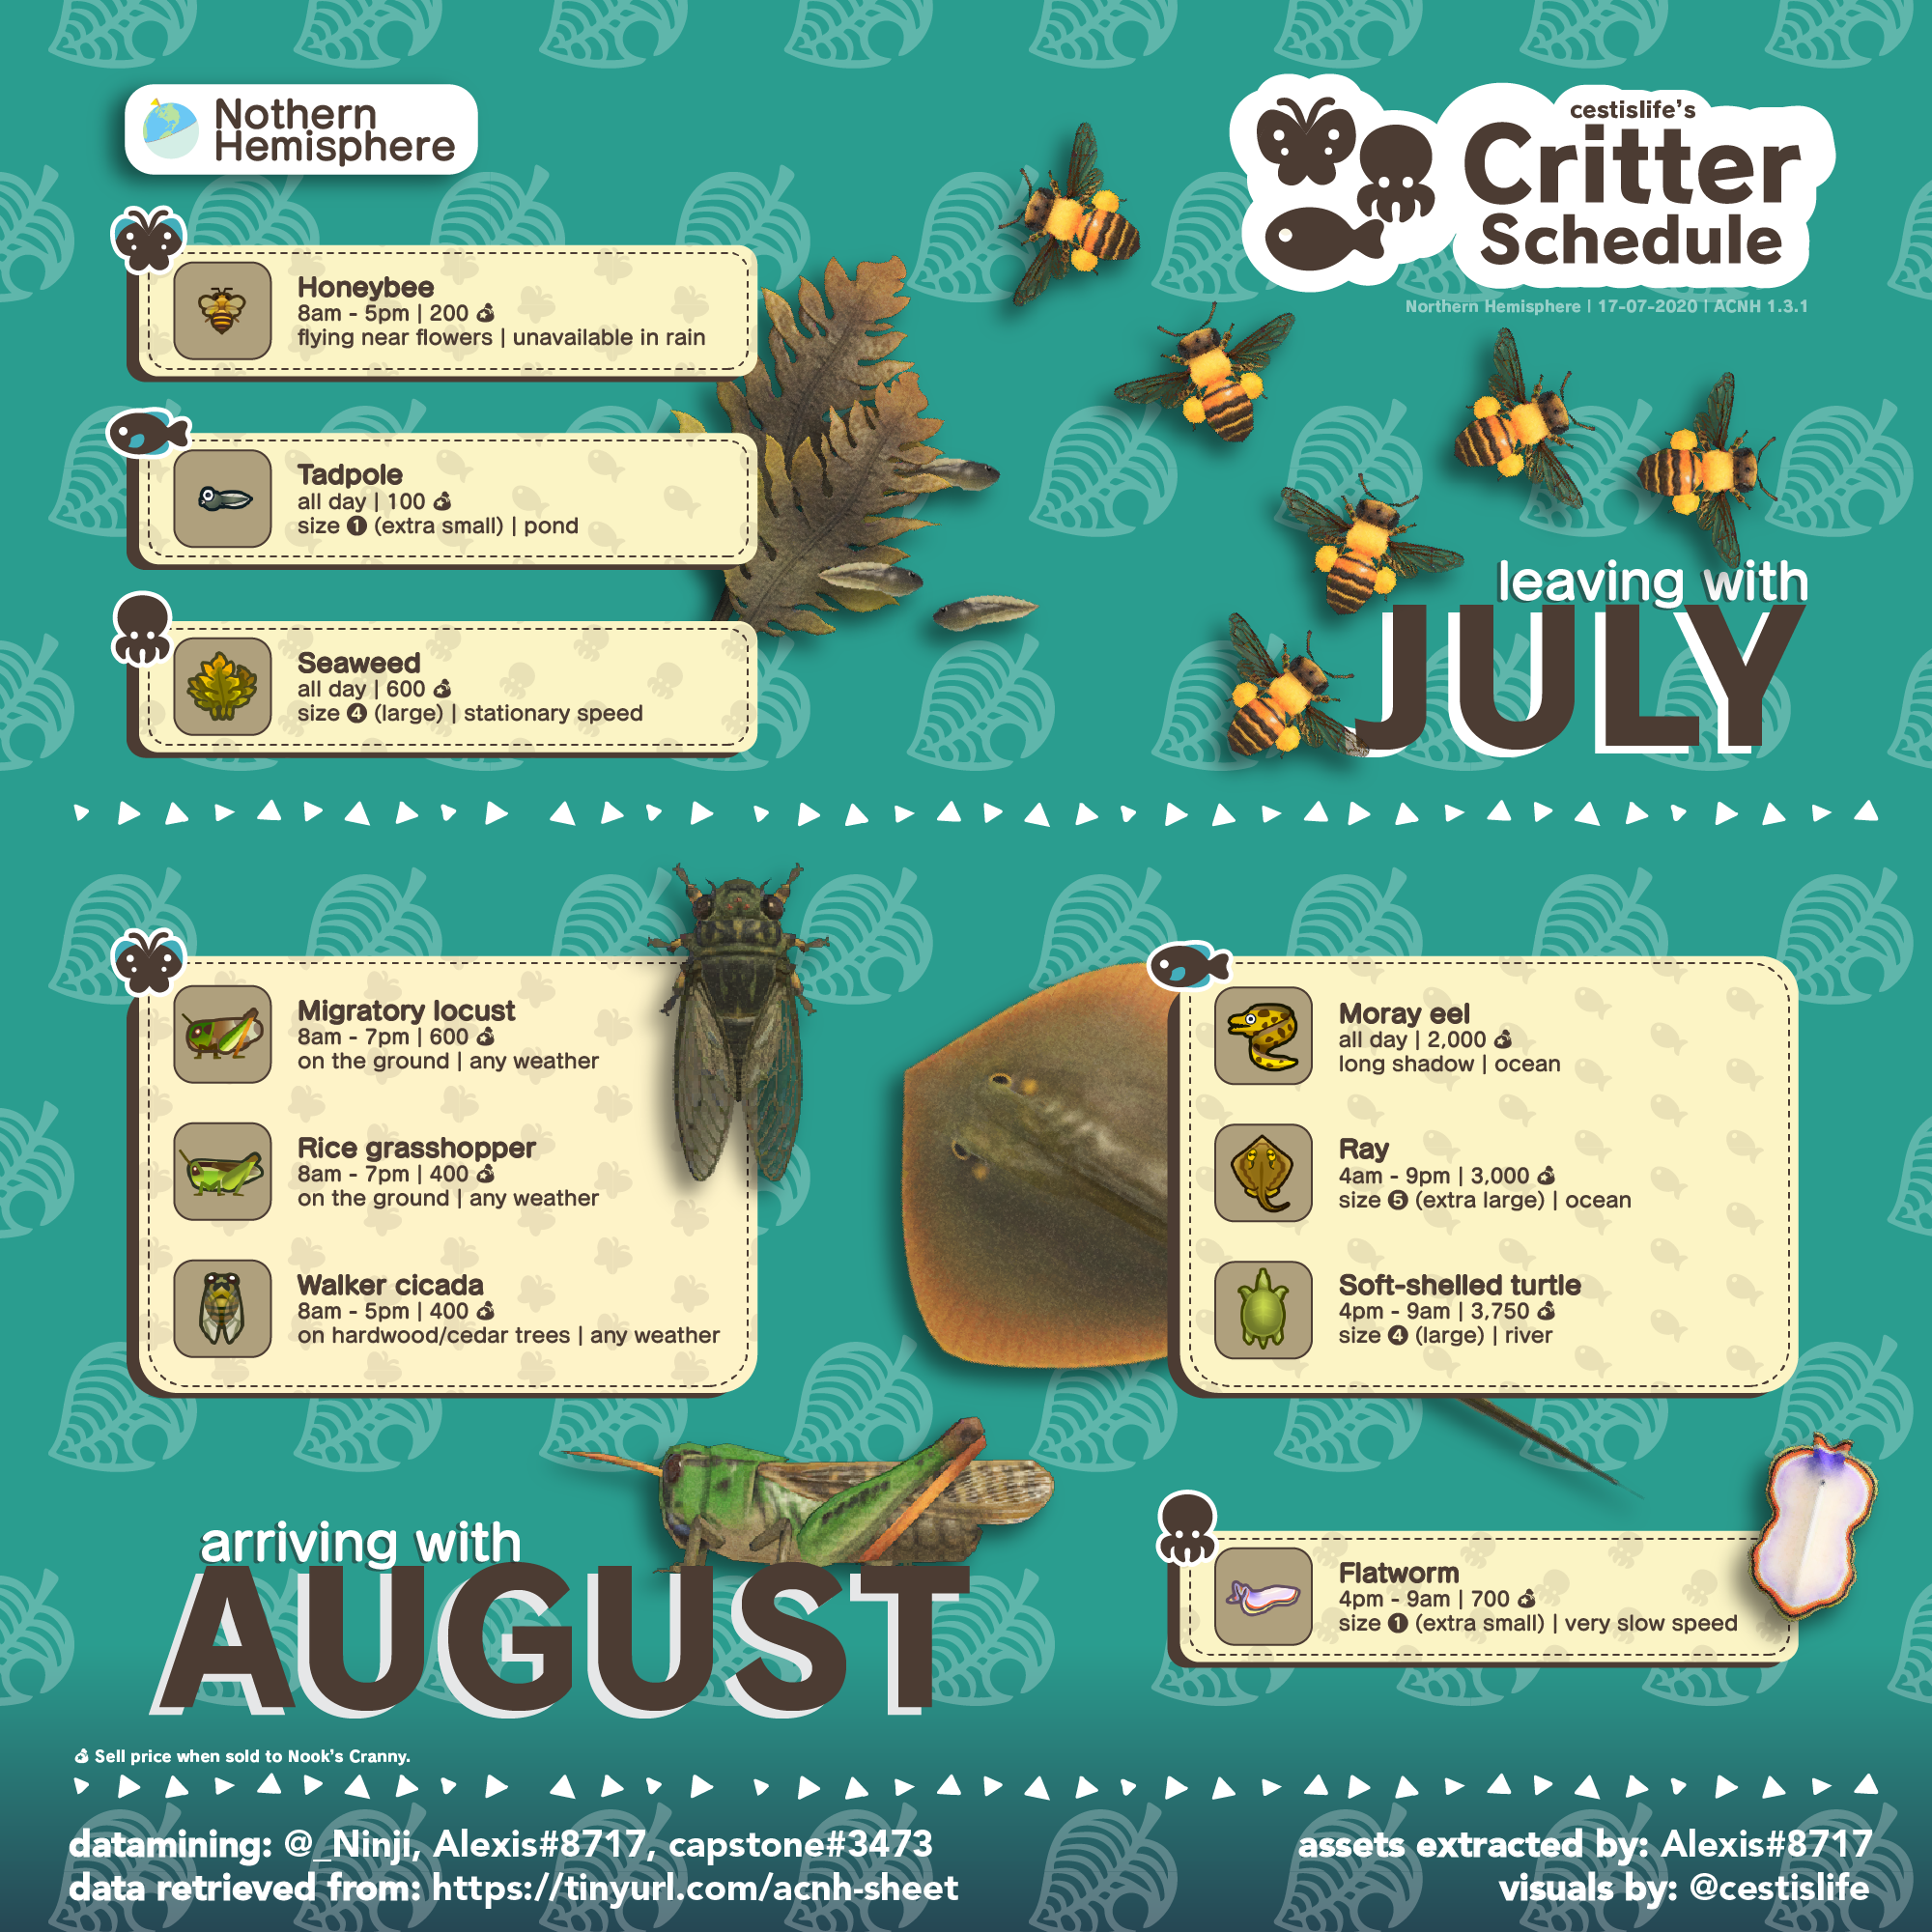 Nothern
Hemisphere
cestislife's
Critter
Schedule
Northern Hemisphere | 17-07-2020 | ACNH 1.3.1
Honeybee
8am - 5pm | 200
flying near flowers | unavailable in rain
Tadpole
all day | 100
size 1 (extra small) | pond
Seaweed
all day | 600
size 4 (large) | stationary speed
leaving with
JULY
Migratory locust
8am - 7pm | 600
on the ground | any weather
Rice grasshopper
8am - 7pm | 400
on the ground | any weather
Walker cicada
8am - 5pm | 400
on hardwood/cedar trees | any weather
Moray eel
all day | 2,000
long shadow | ocean
Ray
4am - 9pm | 3,000
size 5 (extra large) | ocean
Soft-shelled turtle
4pm - 9am | 3,750
size 4 (large) | river
Flatworm
4pm - 9am | 700
size 1 (extra small) | very slow speed
arriving with
AUGUST
Sell price when sold to Nook's Cranny.
datamining: @_Ninji, Alexis#8717, capstone#3473
data retrieved from: https://tinyurl.com/acnh-sheet
assets extracted by: Alexis#8717
visuals by: @cestislife